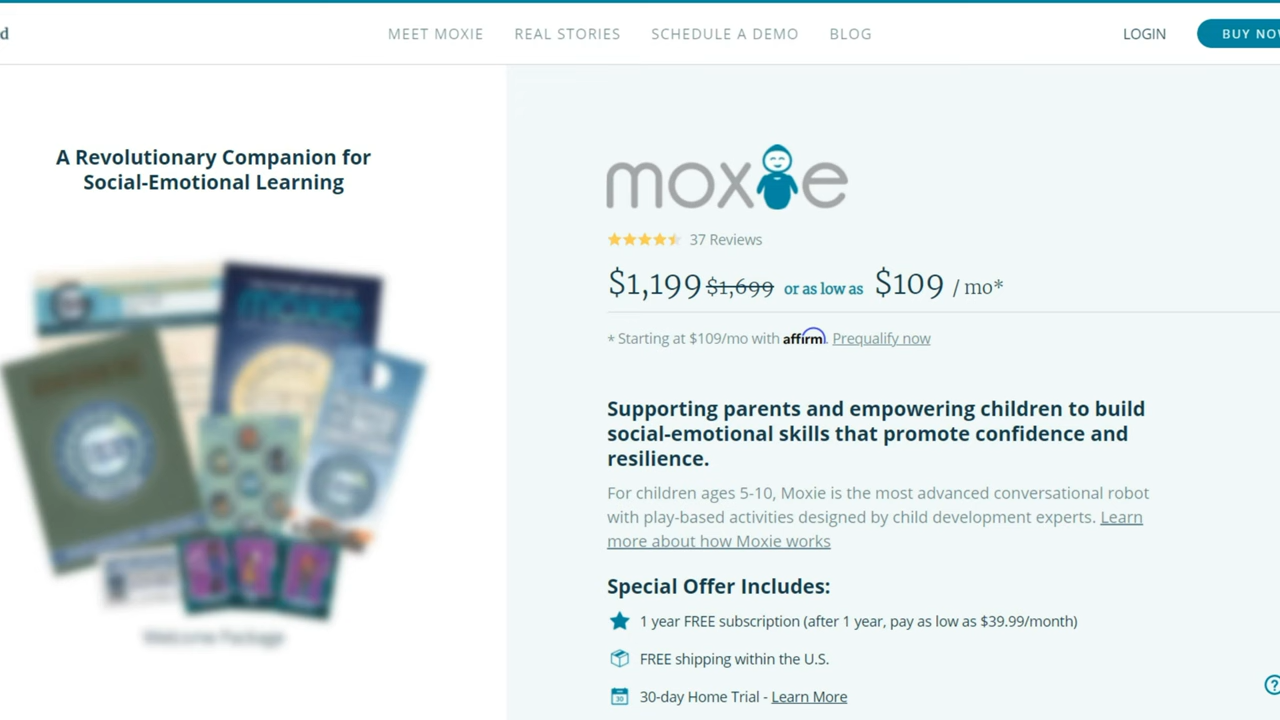 d
MEET MOXIE REAL STORIES SCHEDULE A DEMO BLOG LOGIN BUY NOW
A Revolutionary Companion for
Social-Emotional Learning
moxie
37 Reviews
$1,199 $1,699 or as low as $109 / mo*
* Starting at $109/mo with affirm. Prequalify now
Supporting parents and empowering children to build
social-emotional skills that promote confidence and
resilience.
For children ages 5-10, Moxie is the most advanced conversational robot
with play-based activities designed by child development experts. Learn
more about how Moxie works
Special Offer Includes:
1 year FREE subscription (after 1 year, pay as low as $39.99/month)
FREE shipping within the U.S.
30
30-day Home Trial - Learn More
?
moxie
Welcome Package